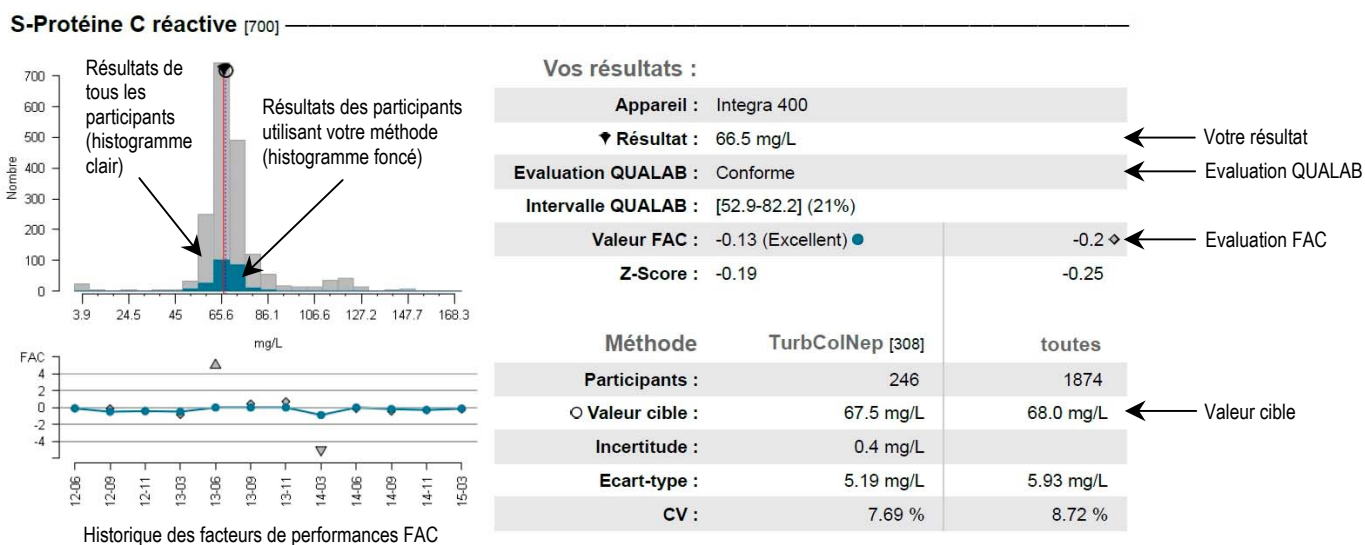 S-Protéine C réactive [700]
Résultats de
tous les
participants
(histogramme
clair)
Résultats des participants
utilisant votre méthode
(histogramme foncé)
700
600
500
400
300
200
100
0
Nombre
3.9 24.5 45 65.6 86.1 106.6 127.2 147.7 168.3
mg/L
FAC
4
2
0
-2
-4
12-06 12-09 12-11 13-03 13-06 13-09 13-11 14-03 14-06 14-09 14-11 15-03
Historique des facteurs de performances FAC
Vos résultats :
Appareil : Integra 400
Résultat : 66.5 mg/L
Votre résultat
Evaluation QUALAB : Conforme
Evaluation QUALAB
Intervalle QUALAB : [52.9-82.2] (21%)
Valeur FAC : -0.13 (Excellent) -0.2
Evaluation FAC
Z-Score : -0.19 -0.25
Méthode TurbColNep [308] toutes
Participants : 246 1874
Valeur cible : 67.5 mg/L 68.0 mg/L
Valeur cible
Incertitude : 0.4 mg/L
Ecart-type : 5.19 mg/L 5.93 mg/L
CV : 7.69 % 8.72 %